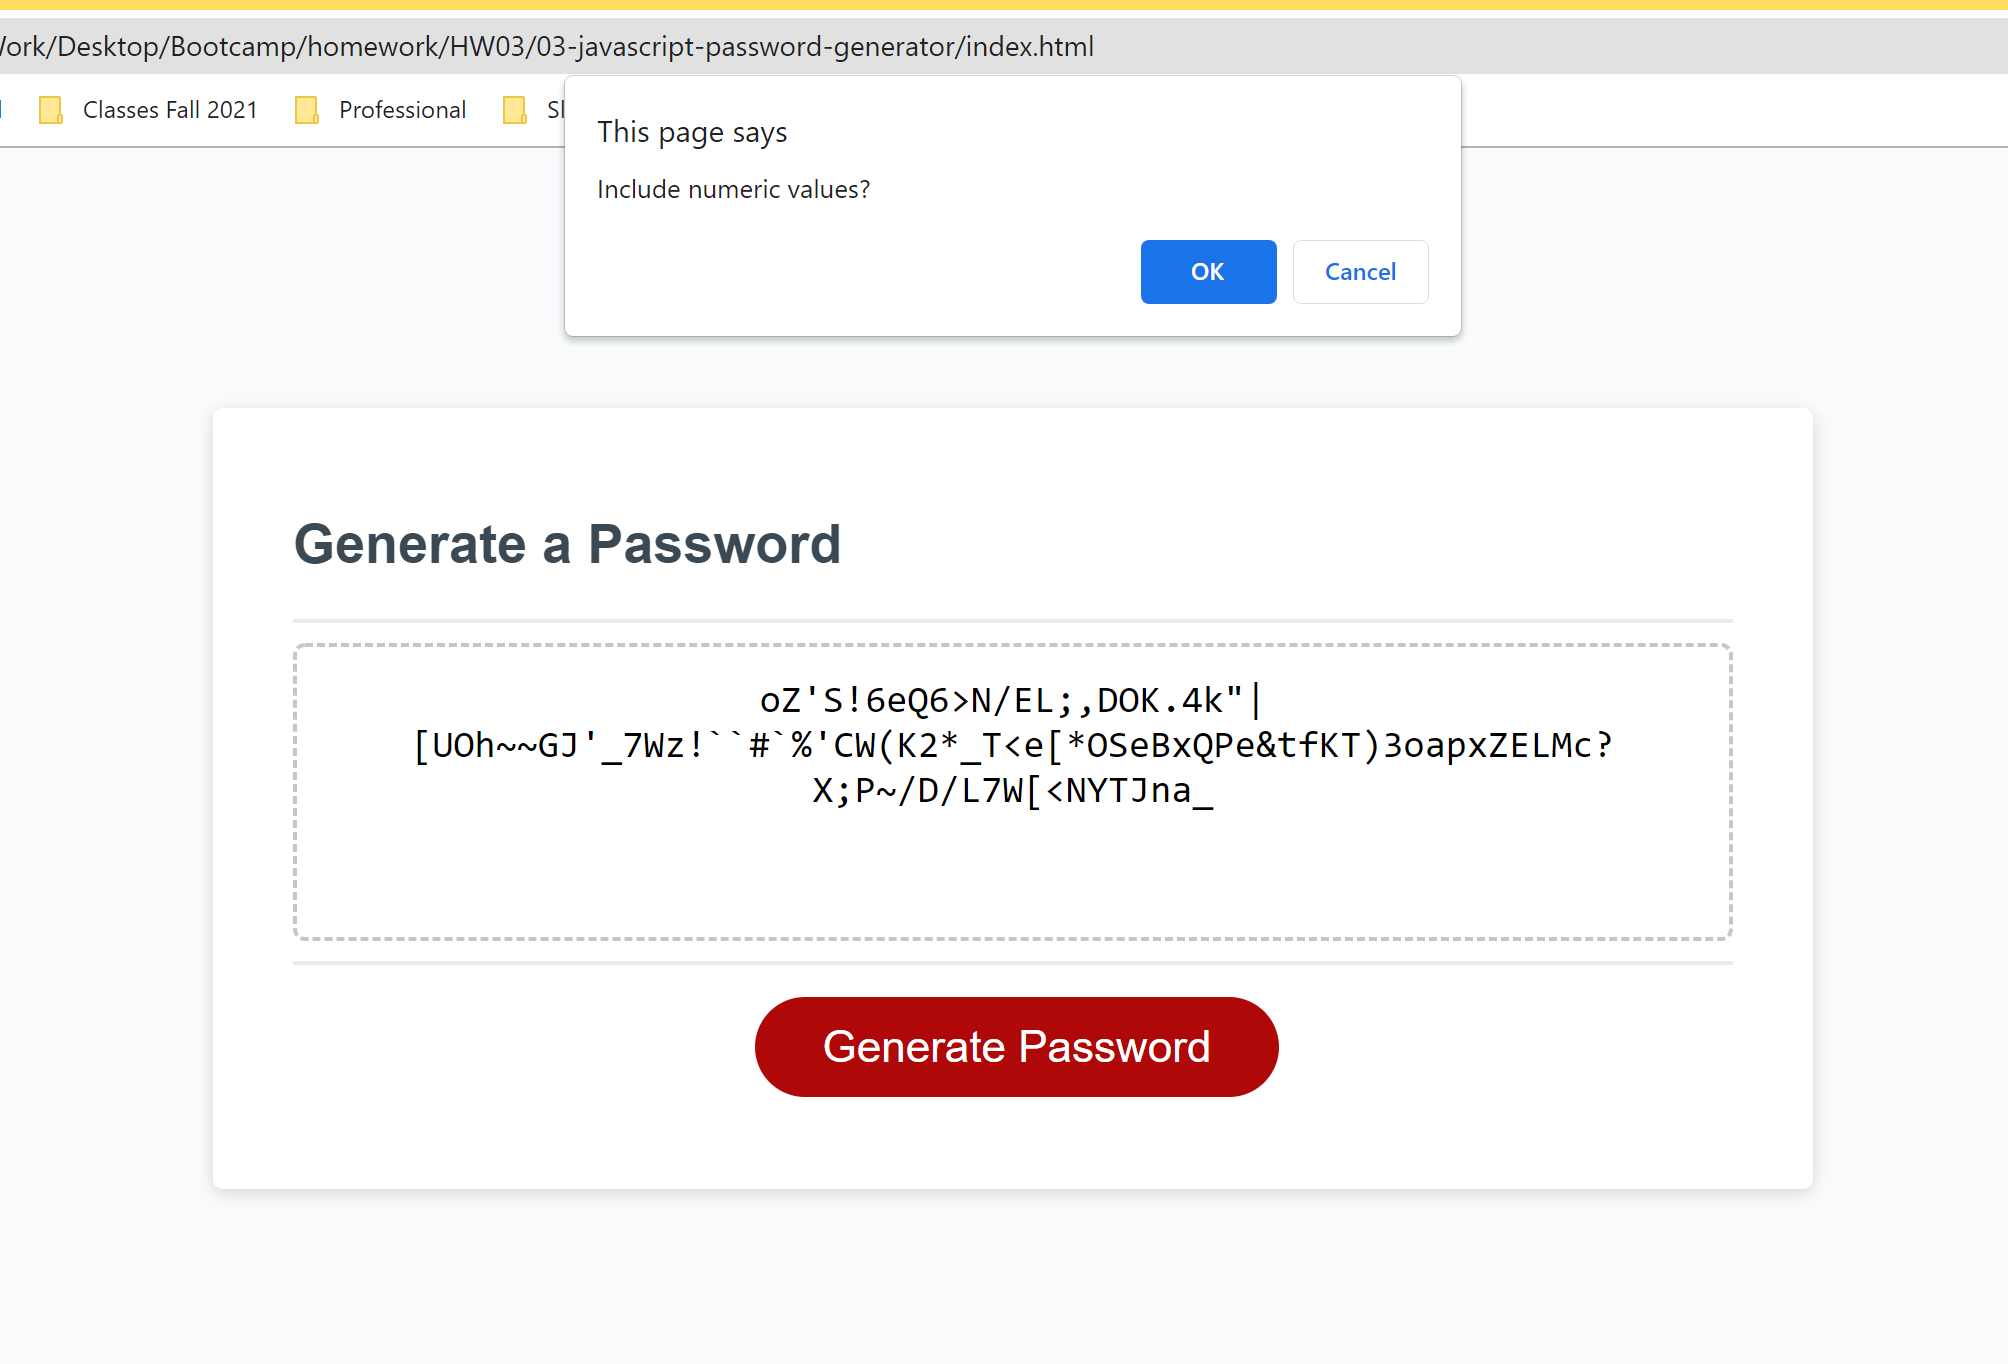 /ork/Desktop/Bootcamp/homework/HW03/03-javascript-password-generator/index.html
Classes Fall 2021 Professional Sl
This page says
Include numeric values?
OK Cancel
Generate a Password
oZ'S!6eQ6>N/EL;,DOK.4k"|
[UOh~~GJ'_7Wz!``#`%'CW(K2*_T<e[*OSeBxQPe&tfKT)3oapxZELMc?
X;P~/D/L7W[<NYTJna_
Generate Password